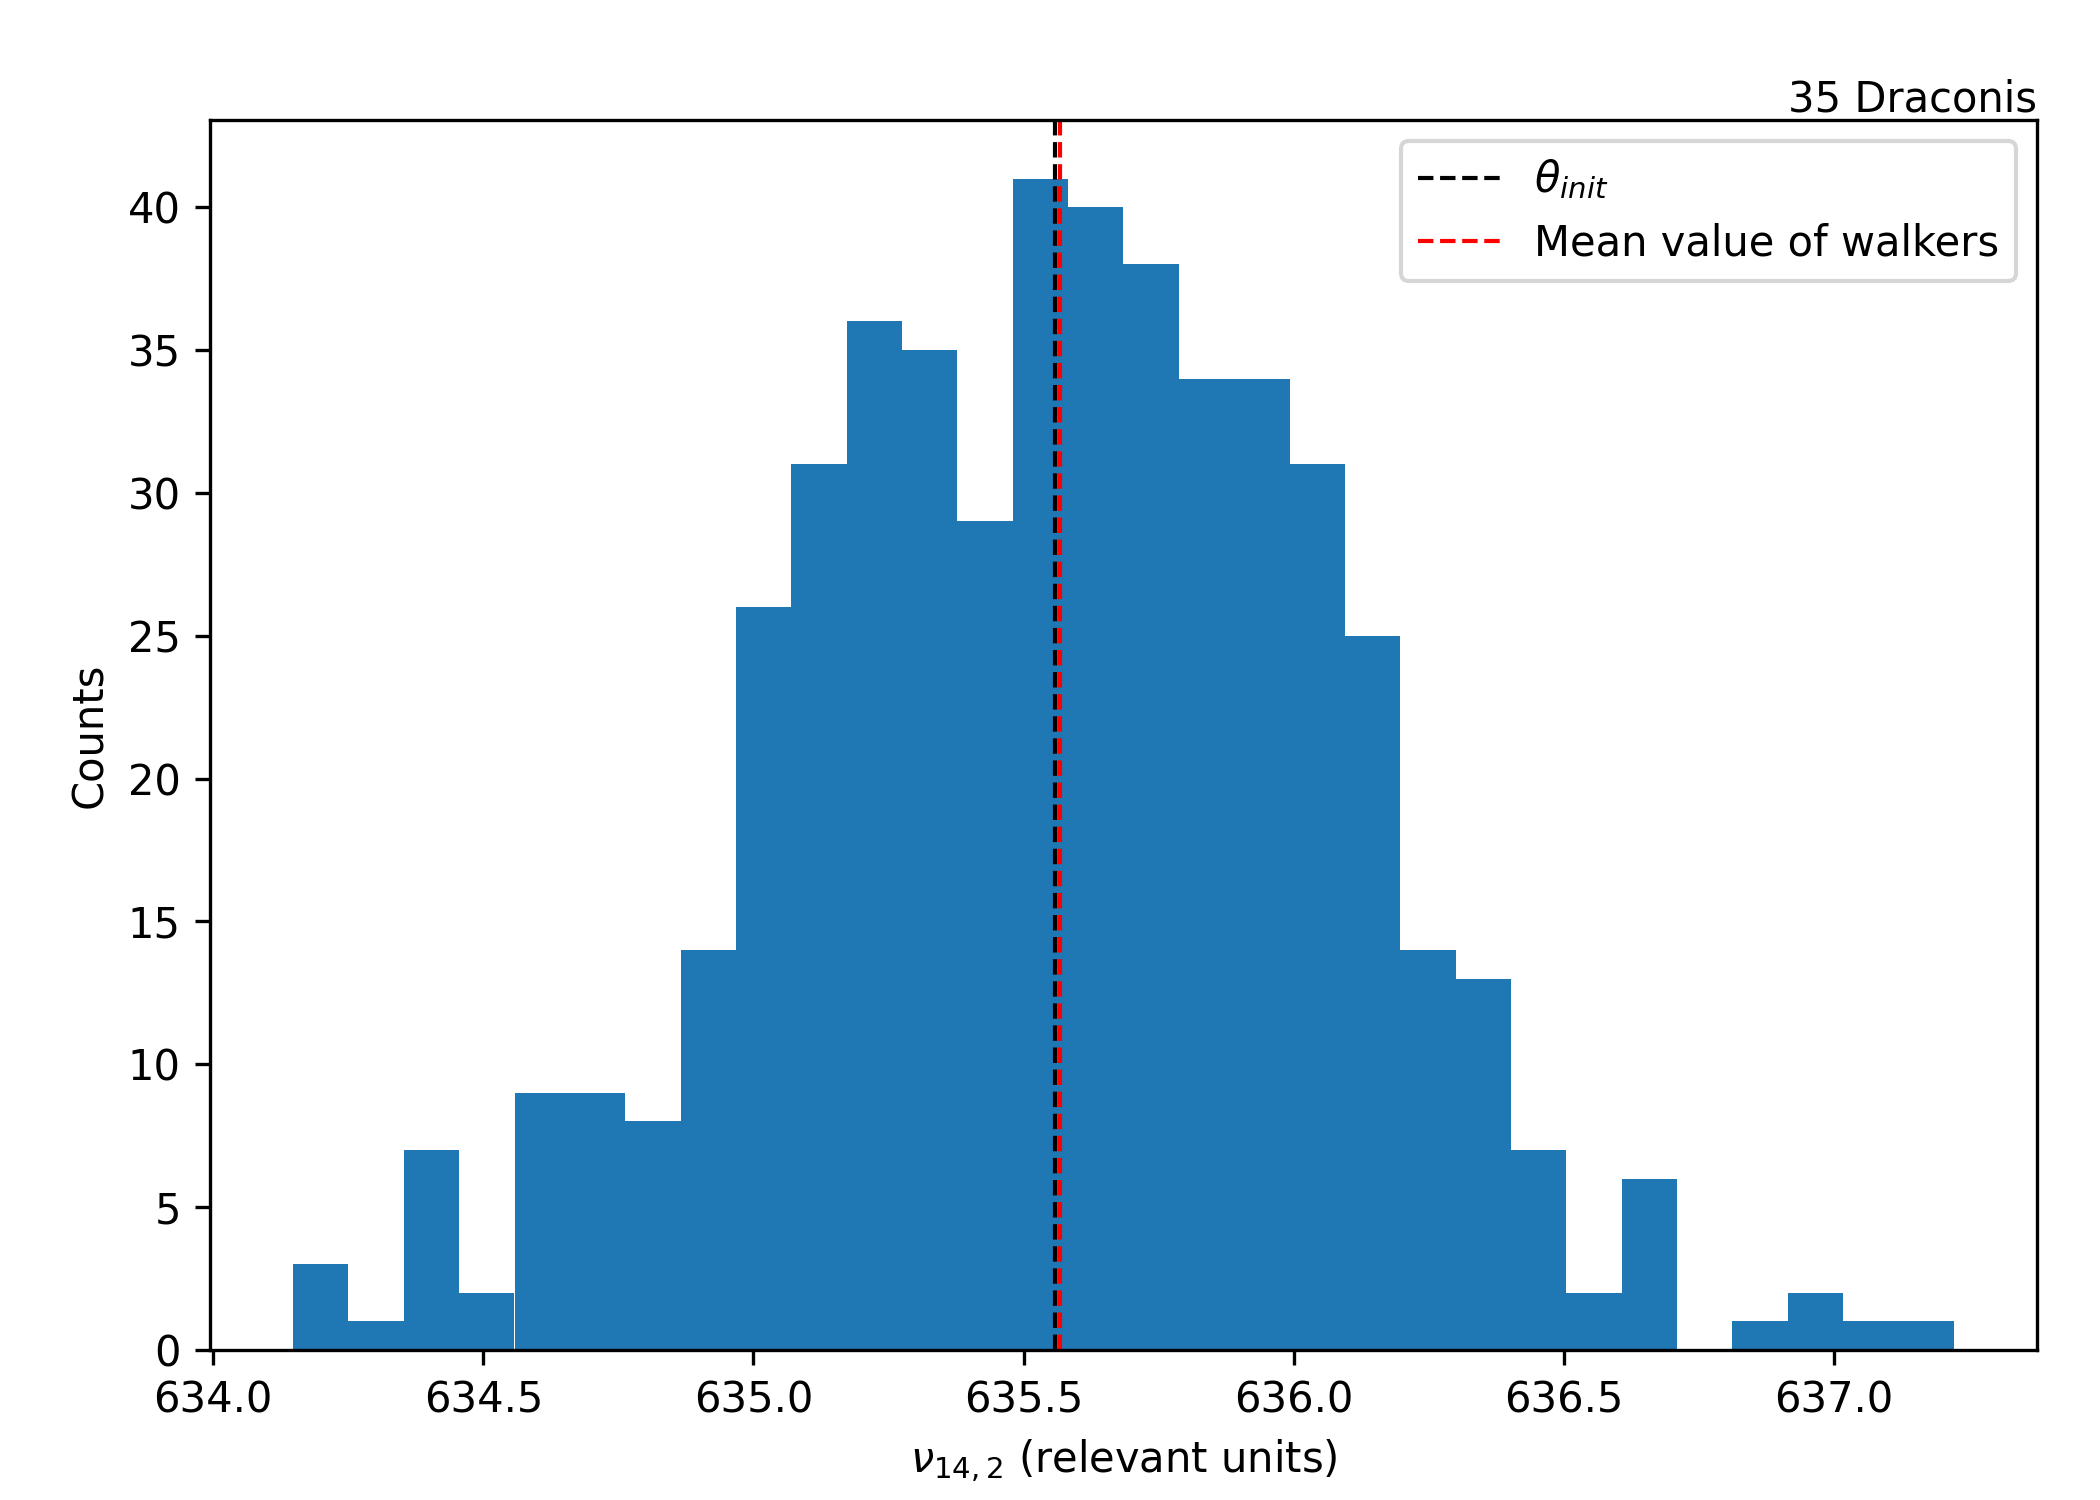 35 Draconis
θinit
Mean value of walkers
40
35
30
25
20
15
10
5
0
Counts
634.0 634.5 635.0 635.5 636.0 636.5 637.0
ν14, 2 (relevant units)